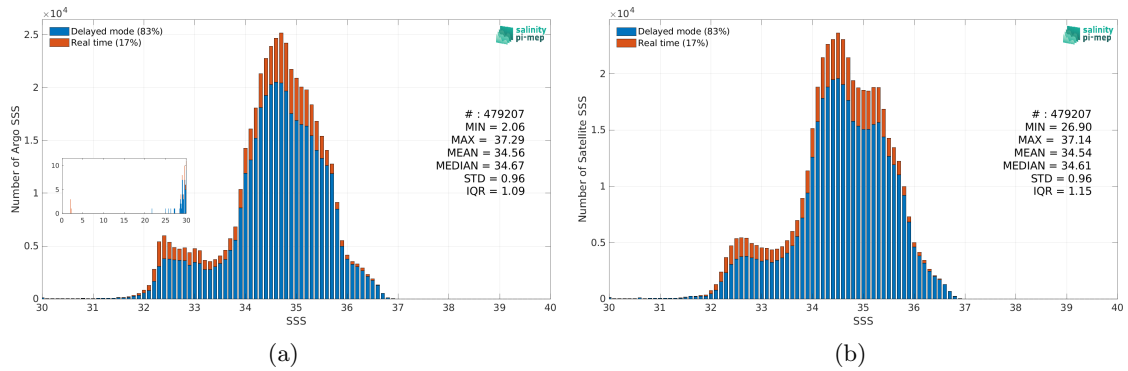 ×10⁴
Delayed mode (83%)
Real time (17%)
salinity
pi-mep
Number of Argo SSS
2.5
2
1.5
1
0.5
0
# : 479207
MIN = 2.06
MAX = 37.29
MEAN = 34.56
MEDIAN = 34.67
STD = 0.96
IQR = 1.09
10
5
0
0 5 10 15 20 25 30
30 31 32 33 34 35 36 37 38 39 40
SSS
(a)
×10⁴
Delayed mode (83%)
Real time (17%)
salinity
pi-mep
Number of Satellite SSS
2
1.5
1
0.5
0
# : 479207
MIN = 26.90
MAX = 37.14
MEAN = 34.54
MEDIAN = 34.61
STD = 0.96
IQR = 1.15
30 31 32 33 34 35 36 37 38 39 40
SSS
(b)